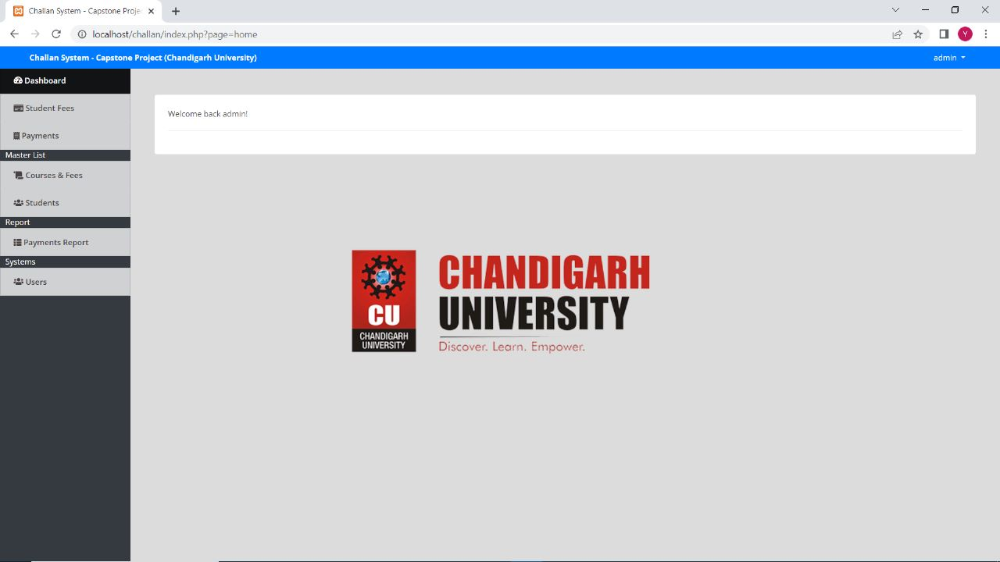 Challan System - Capstone Proje
localhost/challan/index.php?page=home
Y
Challan System - Capstone Project (Chandigarh University)
admin
Dashboard
Student Fees
Payments
Master List
Courses & Fees
Students
Report
Payments Report
Systems
Users
Welcome back admin!
CU
CHANDIGARH
UNIVERSITY
CHANDIGARH
UNIVERSITY
Discover. Learn. Empower.